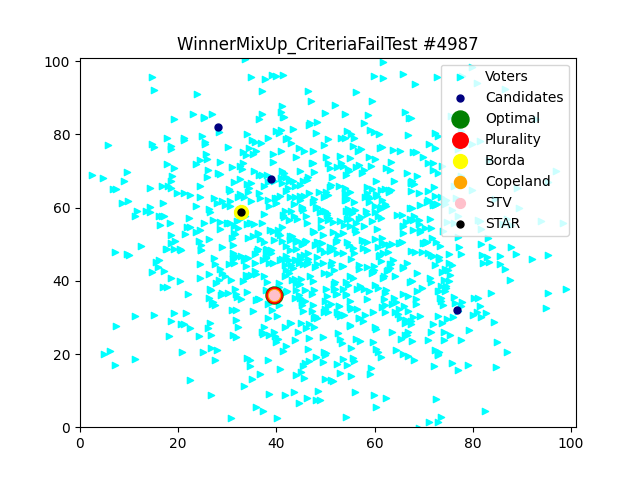 WinnerMixUp_CriteriaFailTest #4987
Voters
Candidates
Optimal
Plurality
Borda
Copeland
STV
STAR
100
80
60
40
20
0
0 20 40 60 80 100